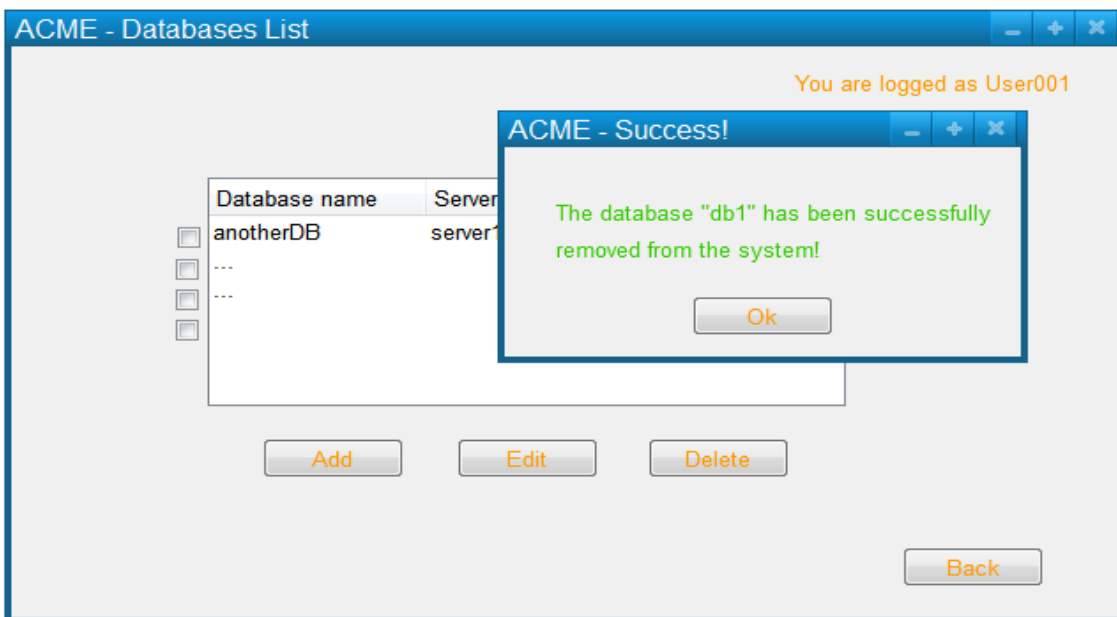 ACME - Databases List
You are logged as User001
ACME - Success!
Database name Server
anotherDB server1
The database "db1" has been successfully
removed from the system!
---
---
Ok
Add Edit Delete
Back